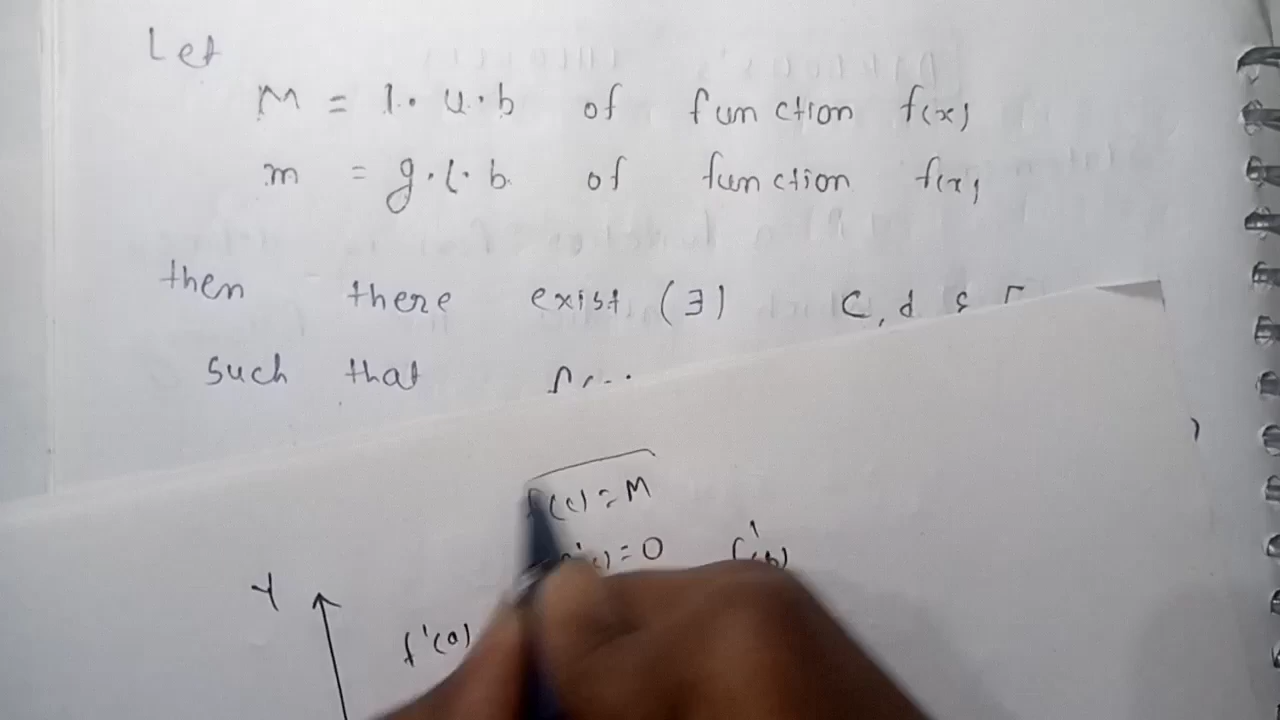 Let
M = l.u.b of function f(x)
m = g.l.b. of function f(x)
then there exist (∃) c, d ε
such that
f(c) = M
= 0 f'(b)
Y
f'(a)